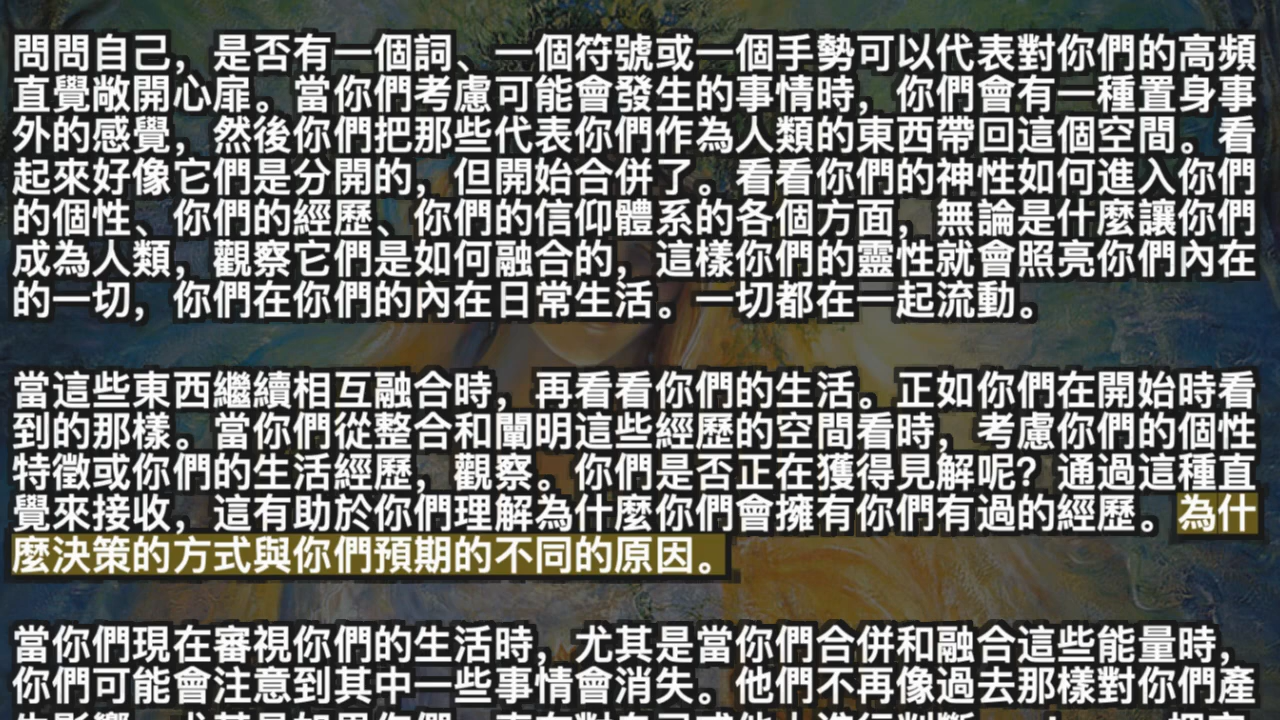 問問自己，是否有一個詞、一個符號或一個手勢可以代表對你們的高頻
直覺敞開心扉。當你們考慮可能會發生的事情時，你們會有一種置身事
外的感覺，然後你們把那些代表你們作為人類的東西帶回這個空間。看
起來好像它們是分開的，但開始合併了。看看你們的神性如何進入你們
的個性、你們的經歷、你們的信仰體系的各個方面，無論是什麼讓你們
成為人類，觀察它們是如何融合的，這樣你們的靈性就會照亮你們內在
的一切，你們在你們的內在日常生活。一切都在一起流動。
當這些東西繼續相互融合時，再看看你們的生活。正如你們在開始時看
到的那樣。當你們從整合和闡明這些經歷的空間看時，考慮你們的個性
特徵或你們的生活經歷，觀察。你們是否正在獲得見解呢？通過這種直
覺來接收，這有助於你們理解為什麼你們會擁有你們有過的經歷。為什
麼決策的方式與你們預期的不同的原因。
當你們現在審視你們的生活時，尤其是當你們合併和融合這些能量時，
你們可能會注意到其中一些事情會消失。他們不再像過去那樣對你們產